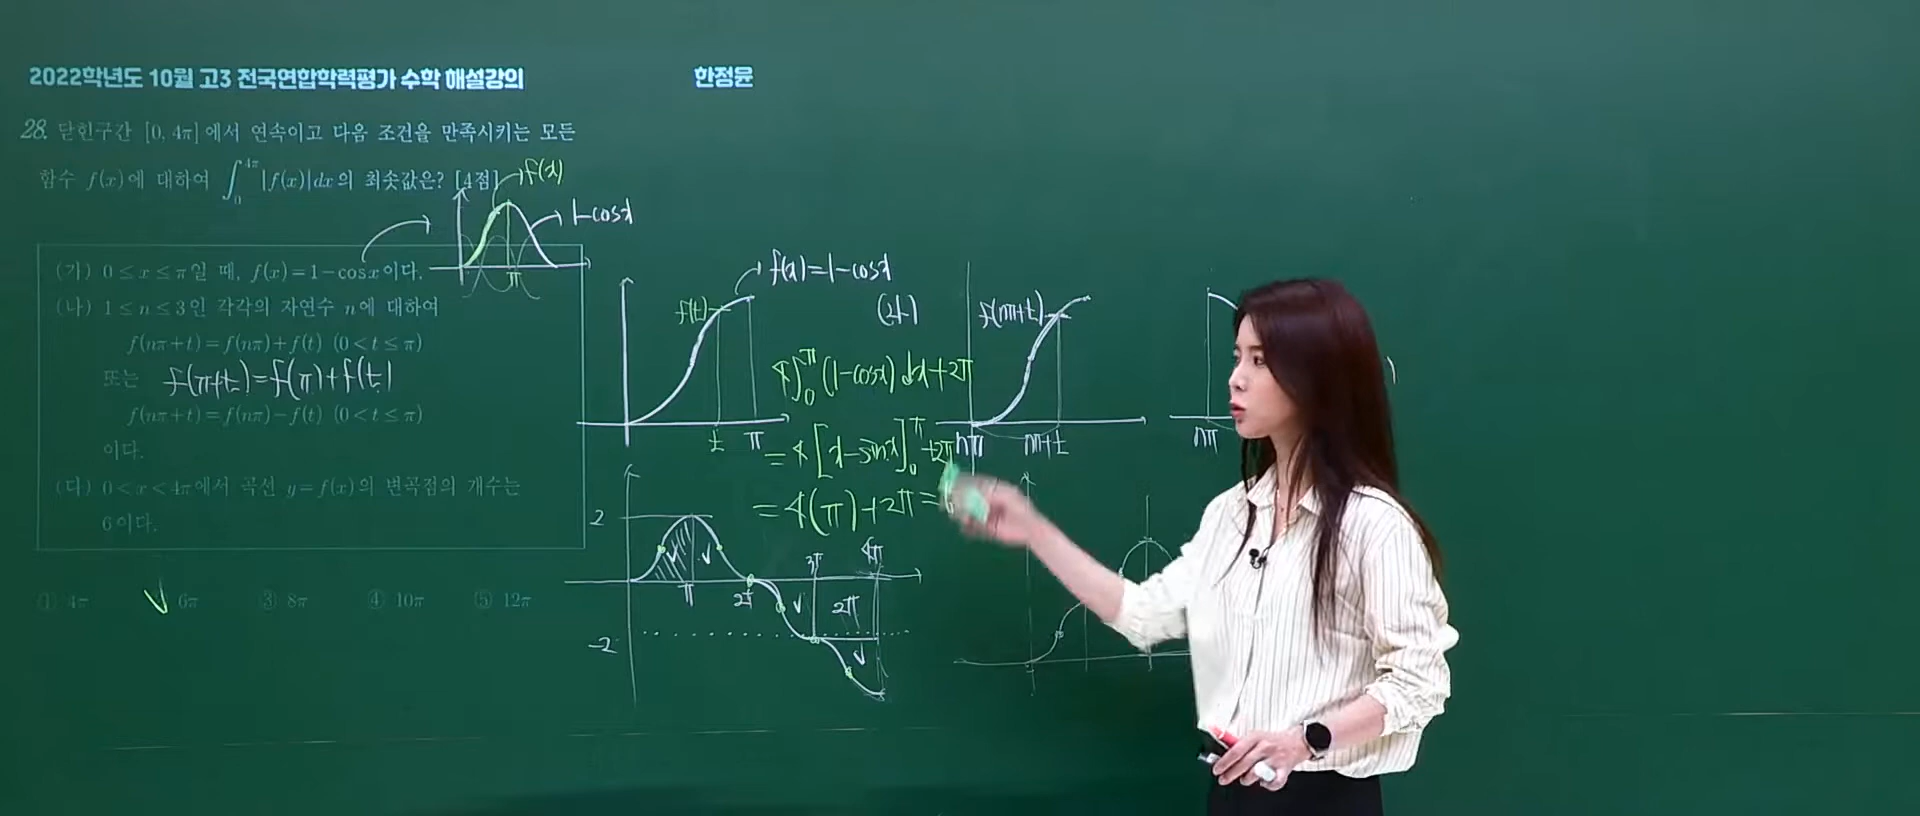 2022학년도 10월 고3 전국연합학력평가 수학 해설강의
한정윤
28. 닫힌구간 [0, 4π]에서 연속이고 다음 조건을 만족시키는 모든
함수 f(x)에 대하여 ∫₀^{4π} |f(x)|dx의 최솟값은? [4점]
(가) 0≤x≤π일 때, f(x)=1−cosx이다.
(나) 1≤n≤3인 각각의 자연수 n에 대하여
f(nπ+t)=f(nπ)+f(t) (0<t≤π)
또는 f(π+t)=f(π)+f(t)
f(nπ+t)=f(nπ)−f(t) (0<t≤π)
이다.
(다) 0<x<4π에서 곡선 y=f(x)의 변곡점의 개수는
6이다.
① 4π 6π ③ 8π ④ 10π ⑤ 12π
f(x)
1-cosx
π
f(x)=1-cosx
f(t)
t π
(나)
4∫₀^π (1-cosx)dx+2π
=4[x-sinx]₀^π+2π
=4(π)+2π=
f(nπ+t)
nπ nπ+t
nπ
2
π 2π 3π 4π
2π
-2